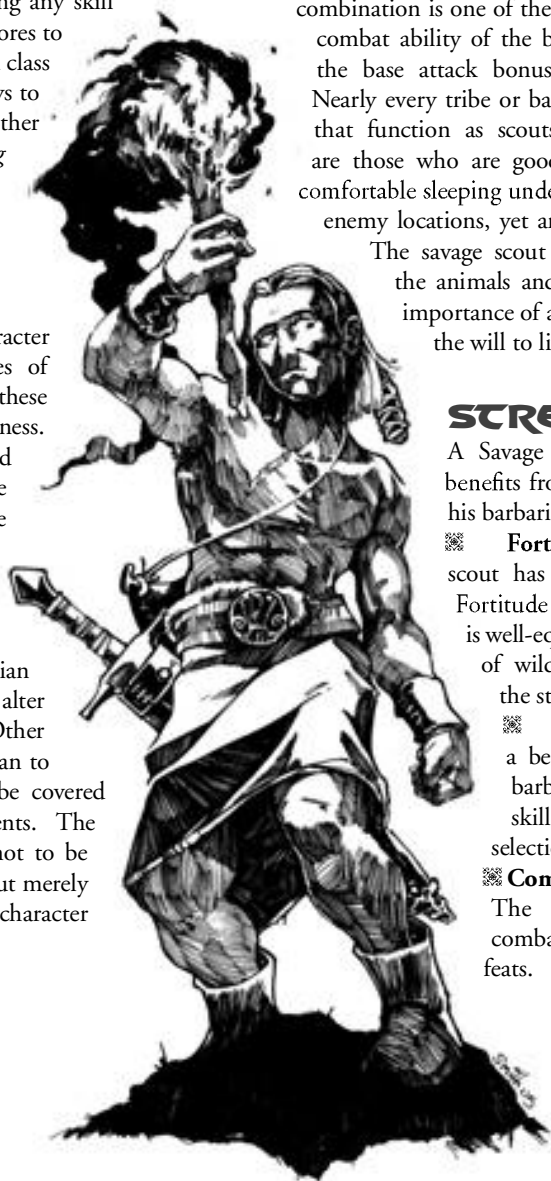 ng any skill
ores to
class
ys to
ther
g
racter
es of
these
ness.
d
e
e
ian
alter
Other
an to
be covered
ents. The
not to be
ut merely
character
combination is one of the
combat ability of the b
the base attack bonus
Nearly every tribe or ba
that function as scouts
are those who are good
comfortable sleeping unde
enemy locations, yet ar
The savage scout
the animals and
importance of a
the will to li
STRE
A Savage
benefits fro
his barbari
Fort
scout has
Fortitude
is well-eq
of wild
the st
a be
barb
skill
selecti
Com
The
comba
feats.